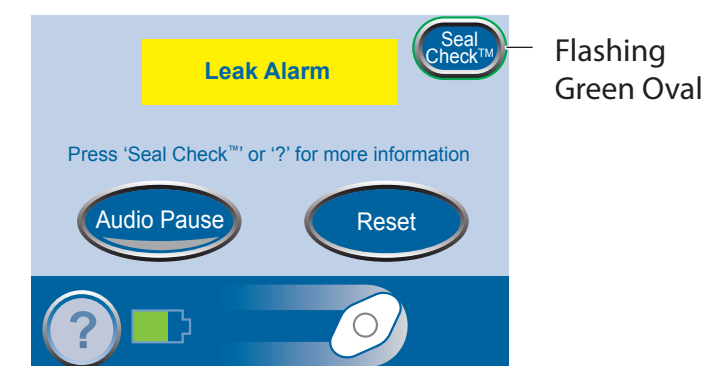 Seal
Check™
Leak Alarm
Flashing
Green Oval
Press ‘Seal Check™’ or ‘?’ for more information
Audio Pause
Reset
?